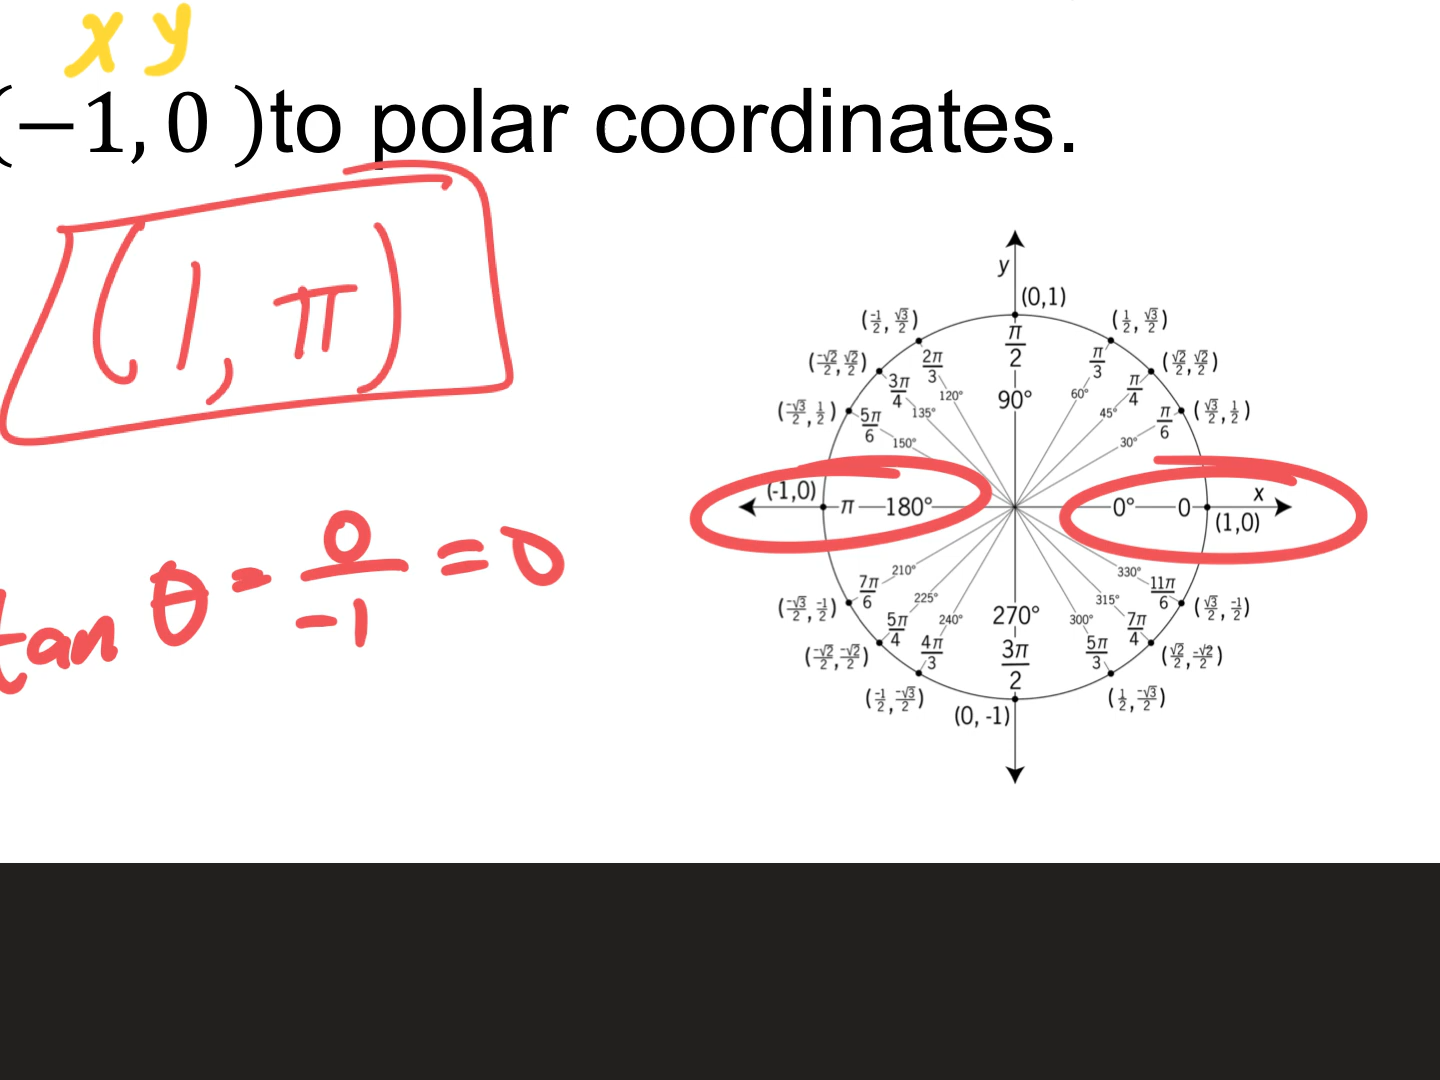 x y
(−1, 0 )to polar coordinates.
(1, π)
tan θ = 0/-1 = 0
y
(0,1)
(-1/2, √3/2)
(1/2, √3/2)
(-√2/2, √2/2)
(√2/2, √2/2)
(-√3/2, 1/2)
(√3/2, 1/2)
π/2
2π/3
π/3
3π/4
π/4
5π/6
π/6
120°
90°
60°
135°
45°
150°
30°
(-1,0)
π 180°
0° 0
x
(1,0)
210°
330°
7π/6
11π/6
225°
315°
(-√3/2, -1/2)
(√3/2, -1/2)
240°
270°
300°
5π/4
7π/4
4π/3
3π/2
5π/3
(-√2/2, -√2/2)
(√2/2, -√2/2)
(-1/2, -√3/2)
(1/2, -√3/2)
(0, -1)